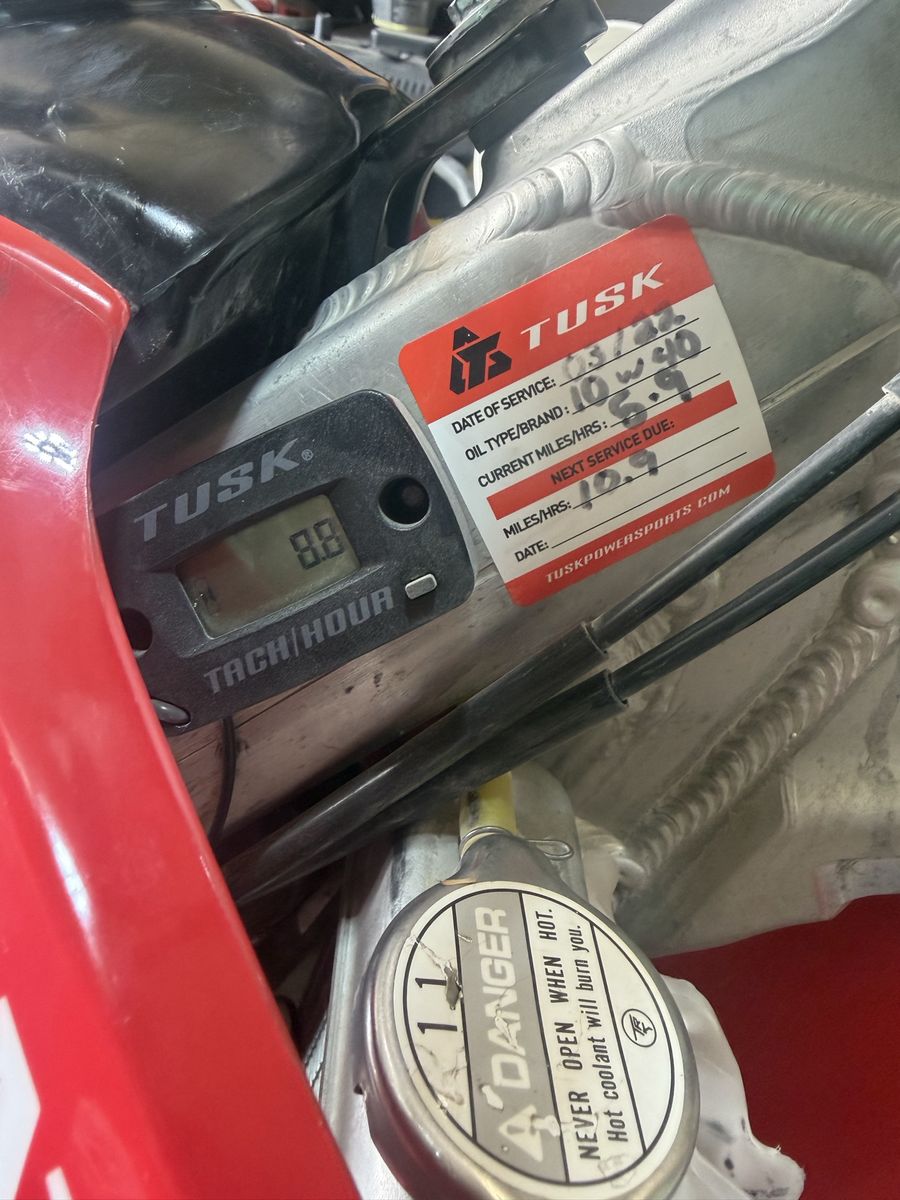 TUSK
DATE OF SERVICE: 03/22
OIL TYPE/BRAND: 10w40
CURRENT MILES/HRS: 6.9
NEXT SERVICE DUE:
MILES/HRS: 10.9
DATE:
TUSKPOWERSPORTS.COM
TUSK®
8.8
TACH/HOUR
1.1
DANGER
NEVER OPEN WHEN HOT.
Hot coolant will burn you.